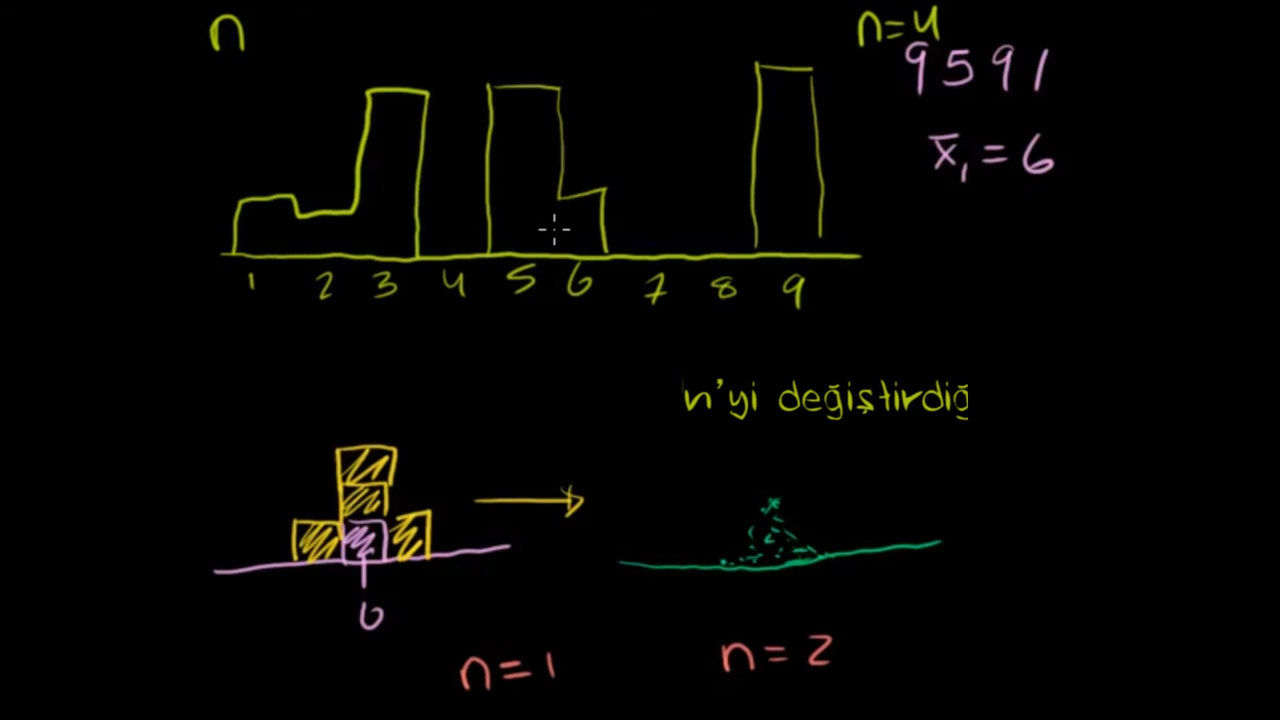 n
n=4
9 5 9 1
x̄₁ = 6
1 2 3 4 5 6 7 8 9
n'yi değiştirdiğ
6
n=1
n=2